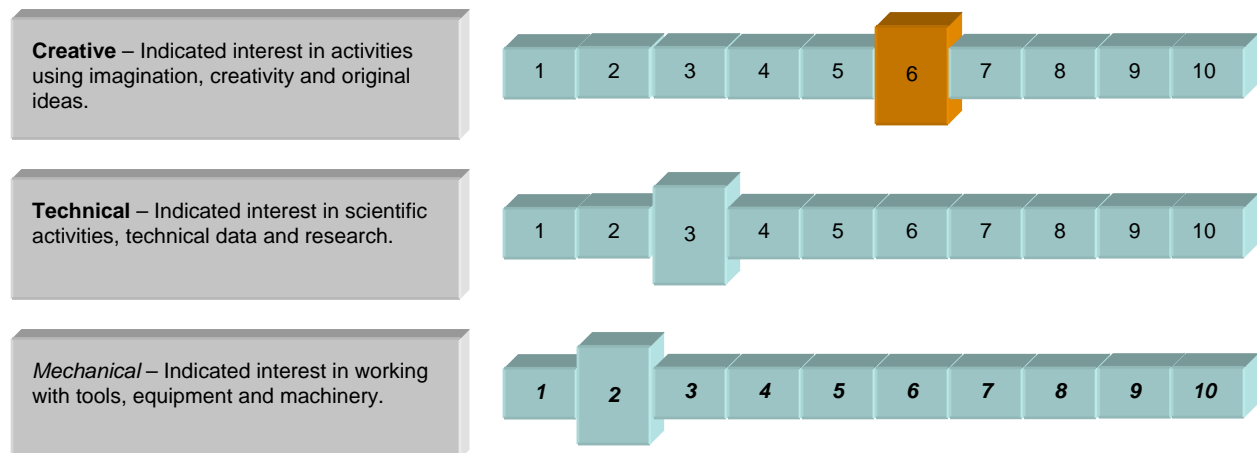 Creative – Indicated interest in activities
using imagination, creativity and original
ideas.
1 2 3 4 5 6 7 8 9 10
Technical – Indicated interest in scientific
activities, technical data and research.
1 2 3 4 5 6 7 8 9 10
Mechanical – Indicated interest in working
with tools, equipment and machinery.
1 2 3 4 5 6 7 8 9 10